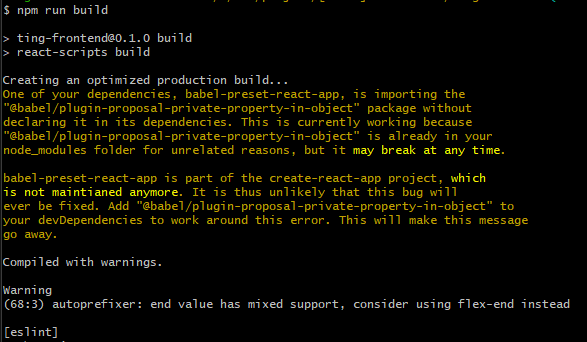 $ npm run build
> ting-frontend@0.1.0 build
> react-scripts build
Creating an optimized production build...
One of your dependencies, babel-preset-react-app, is importing the
"@babel/plugin-proposal-private-property-in-object" package without
declaring it in its dependencies. This is currently working because
"@babel/plugin-proposal-private-property-in-object" is already in your
node_modules folder for unrelated reasons, but it may break at any time.
babel-preset-react-app is part of the create-react-app project, which
is not maintianed anymore. It is thus unlikely that this bug will
ever be fixed. Add "@babel/plugin-proposal-private-property-in-object" to
your devDependencies to work around this error. This will make this message
go away.
Compiled with warnings.
Warning
(68:3) autoprefixer: end value has mixed support, consider using flex-end instead
[eslint]